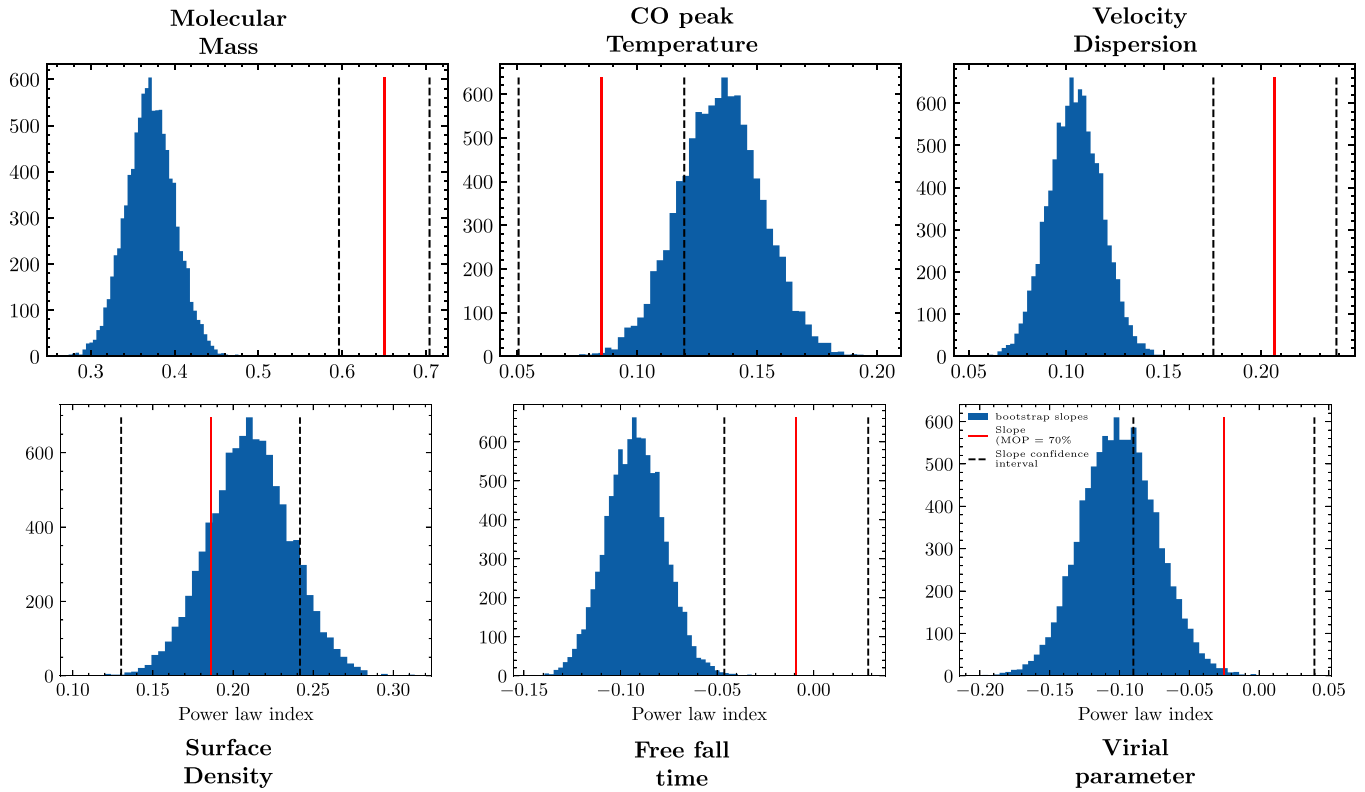 Molecular
Mass
CO peak
Temperature
Velocity
Dispersion
600
500
400
300
200
100
0
0.3 0.4 0.5 0.6 0.7
600
500
400
300
200
100
0
0.05 0.10 0.15 0.20
600
500
400
300
200
100
0
0.05 0.10 0.15 0.20
600
400
200
0
0.10 0.15 0.20 0.25 0.30
Power law index
Surface
Density
600
500
400
300
200
100
0
−0.15 −0.10 −0.05 0.00
Power law index
Free fall
time
bootstrap slopes
Slope
(MOP = 70%
Slope confidence
interval
600
500
400
300
200
100
0
−0.20 −0.15 −0.10 −0.05 0.00 0.05
Power law index
Virial
parameter